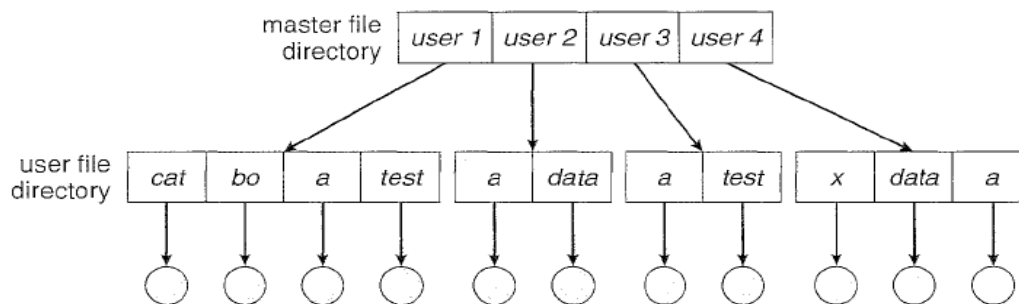 master file
directory
user 1 user 2 user 3 user 4
user file
directory
cat bo a test a data a test x data a